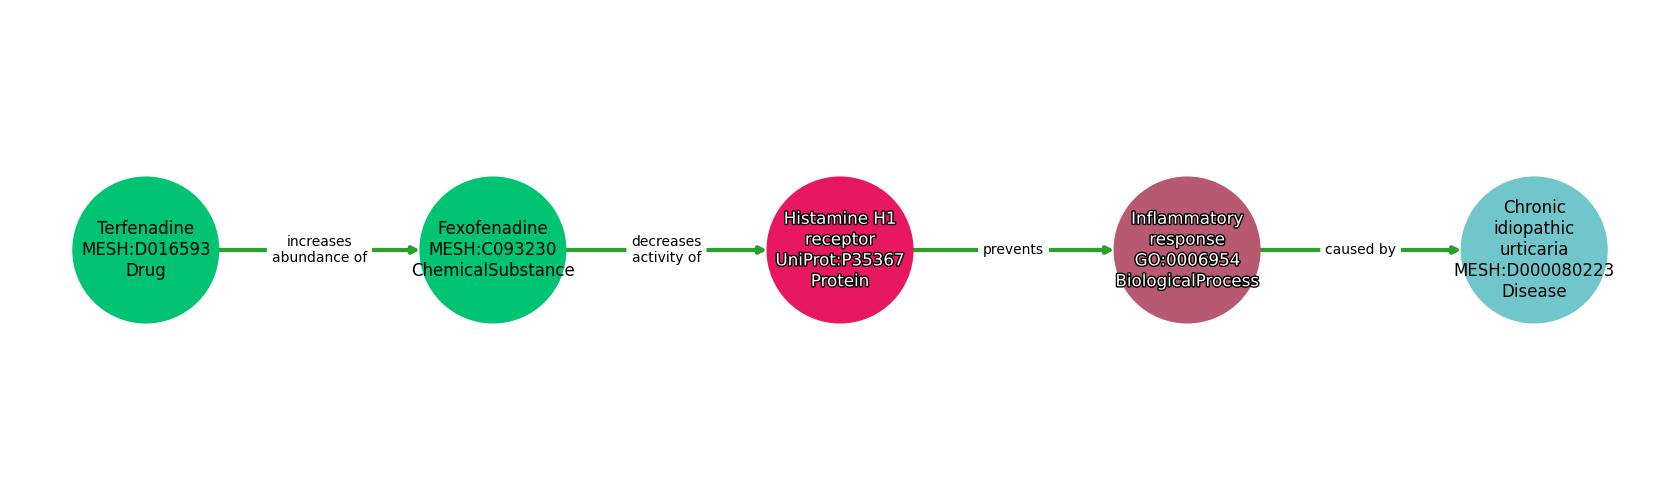 Terfenadine
MESH:D016593
Drug
increases
abundance of
Fexofenadine
MESH:C093230
ChemicalSubstance
decreases
activity of
Histamine H1
receptor
UniProt:P35367
Protein
prevents
Inflammatory
response
GO:0006954
BiologicalProcess
caused by
Chronic
idiopathic
urticaria
MESH:D000080223
Disease